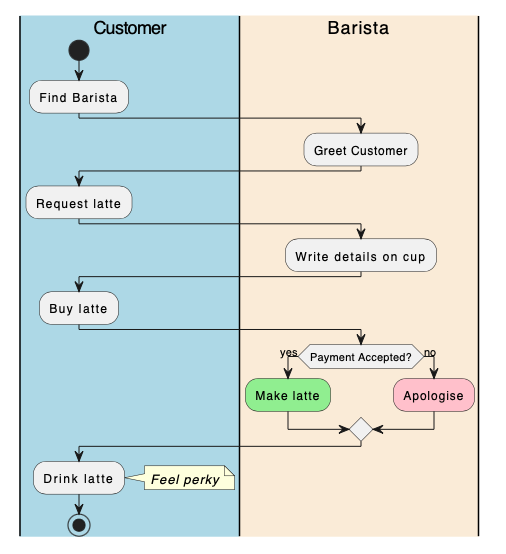 Customer
Barista
Find Barista
Greet Customer
Request latte
Write details on cup
Buy latte
yes
Payment Accepted?
no
Make latte
Apologise
Drink latte
Feel perky